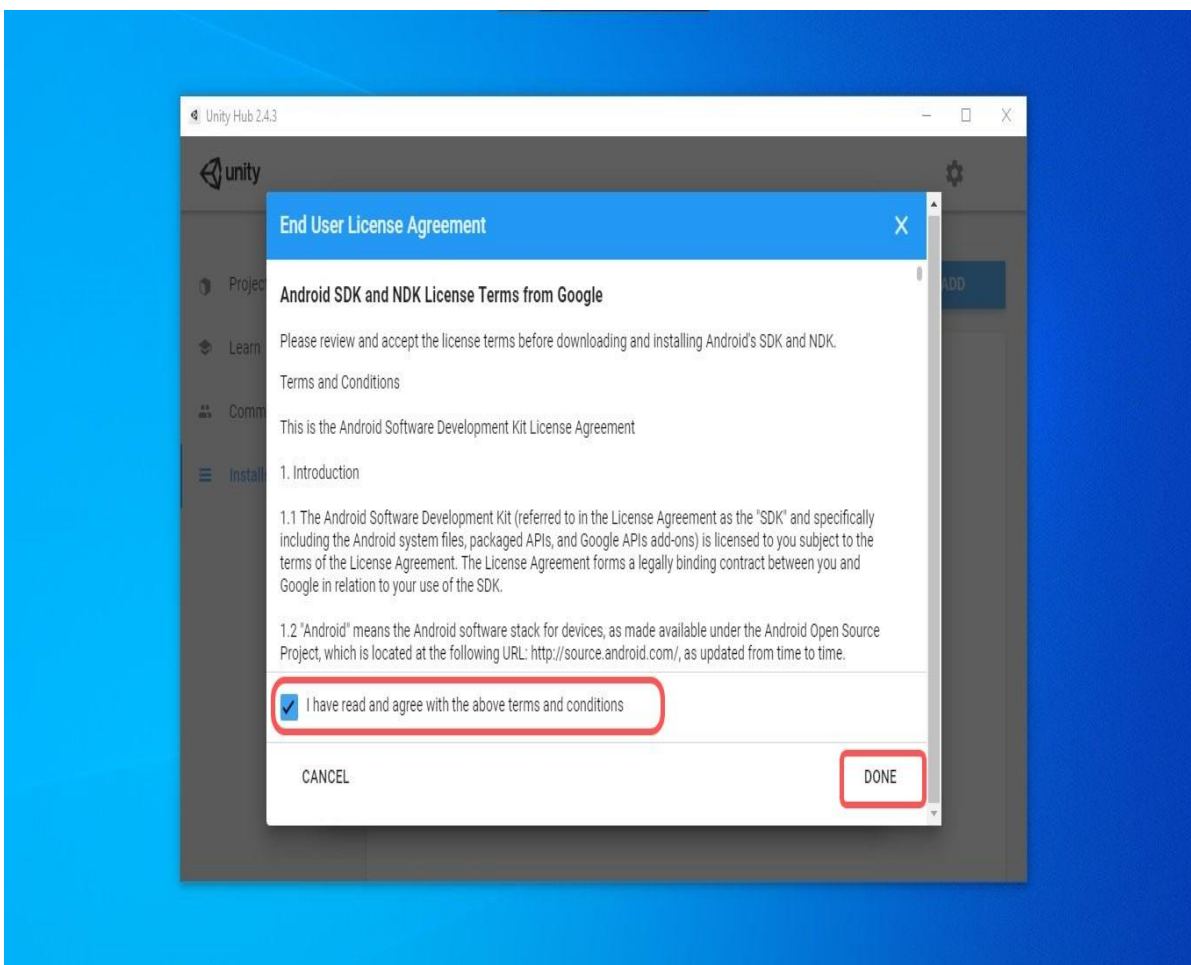 Unity Hub 2.4.3
unity
End User License Agreement
X
Projec
ADD
Android SDK and NDK License Terms from Google
Learn
Please review and accept the license terms before downloading and installing Android's SDK and NDK.
Terms and Conditions
Comm
This is the Android Software Development Kit License Agreement
Install
1. Introduction
1.1 The Android Software Development Kit (referred to in the License Agreement as the "SDK" and specifically
including the Android system files, packaged APIs, and Google APIs add-ons) is licensed to you subject to the
terms of the License Agreement. The License Agreement forms a legally binding contract between you and
Google in relation to your use of the SDK.
1.2 "Android" means the Android software stack for devices, as made available under the Android Open Source
Project, which is located at the following URL: http://source.android.com/, as updated from time to time.
I have read and agree with the above terms and conditions
CANCEL
DONE